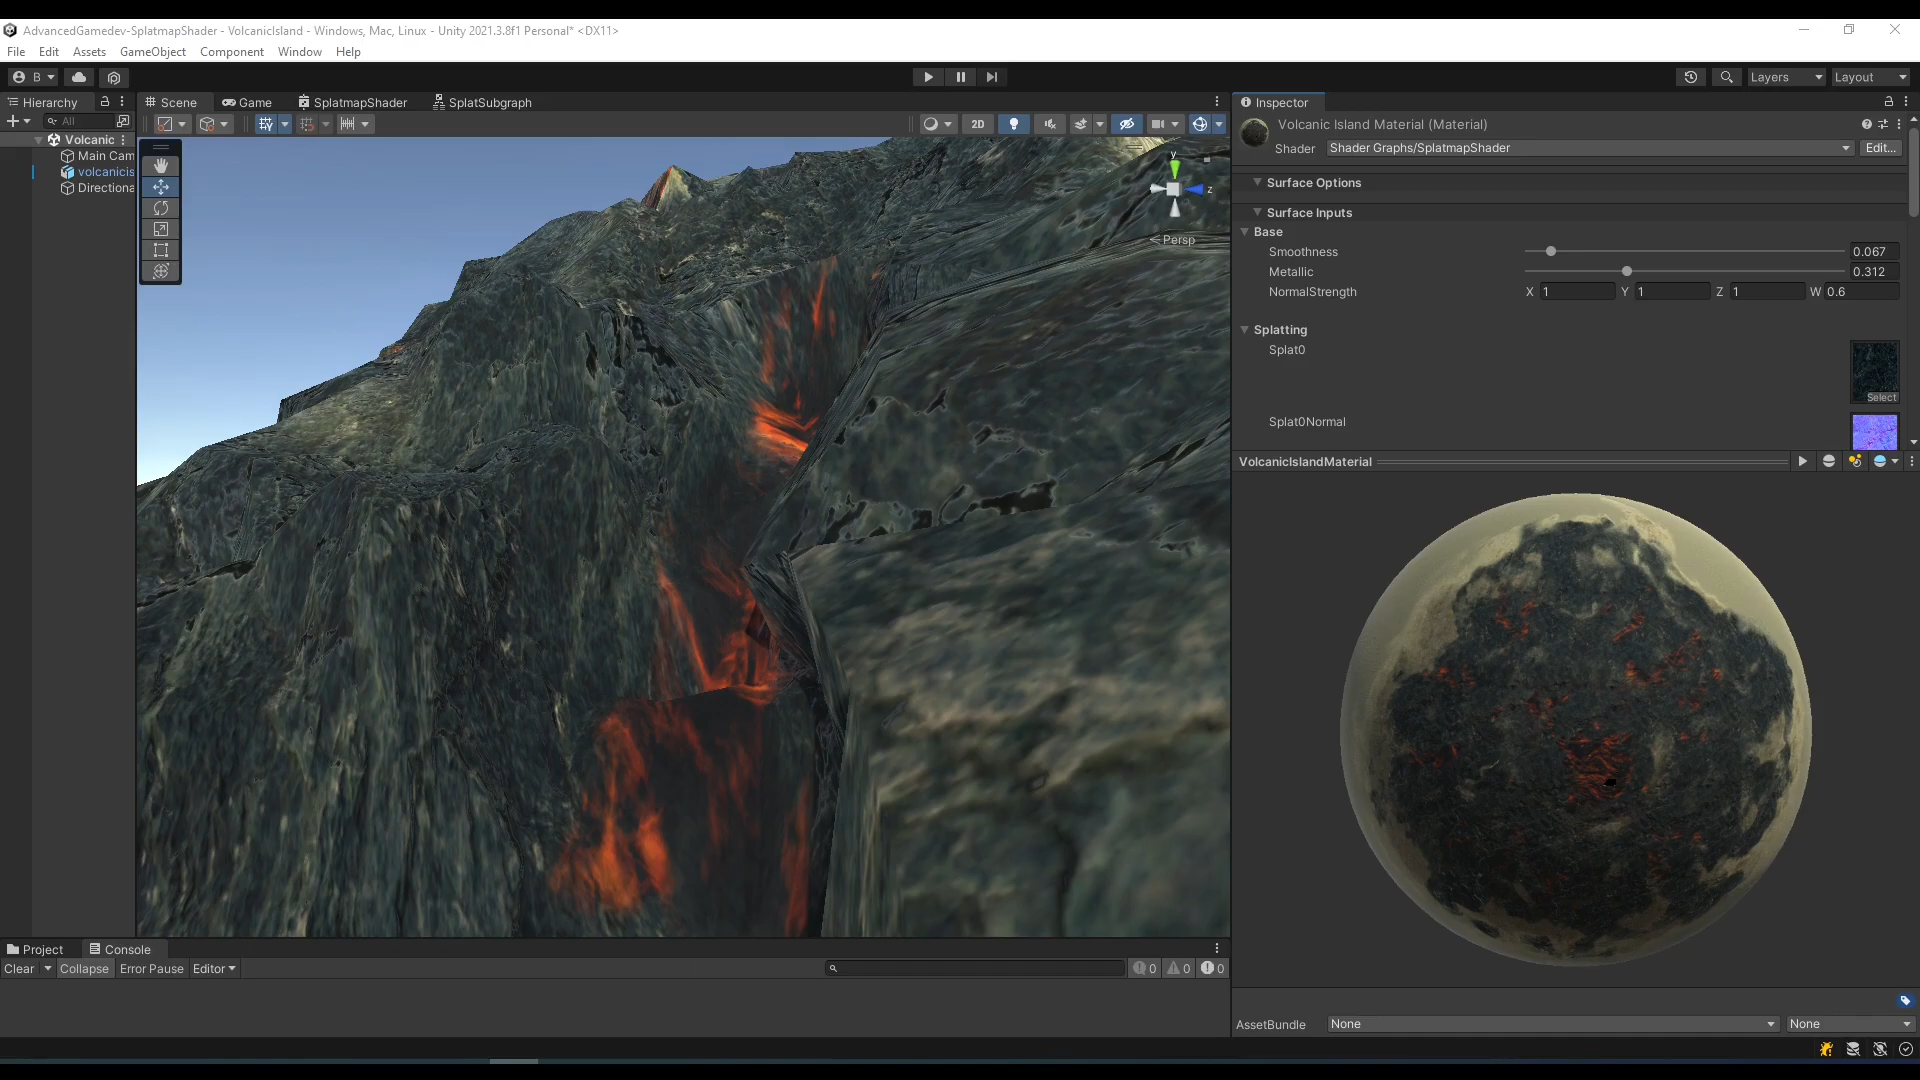 AdvancedGamedev-SplatmapShader - VolcanicIsland - Windows, Mac, Linux - Unity 2021.3.8f1 Personal* <DX11>
File Edit Assets GameObject Component Window Help
B Layers Layout
Hierarchy Scene Game SplatmapShader SplatSubgraph Inspector
All 2D
Volcanic
Main Cam
volcanicis
Directiona
y
z
Persp
Volcanic Island Material (Material)
Shader Shader Graphs/SplatmapShader Edit...
Surface Options
Surface Inputs
Base
Smoothness 0.067
Metallic 0.312
NormalStrength X 1 Y 1 Z 1 W 0.6
Splatting
Splat0
Select
Splat0Normal
VolcanicIslandMaterial
Project Console
Clear Collapse Error Pause Editor 0 0 0
AssetBundle None None